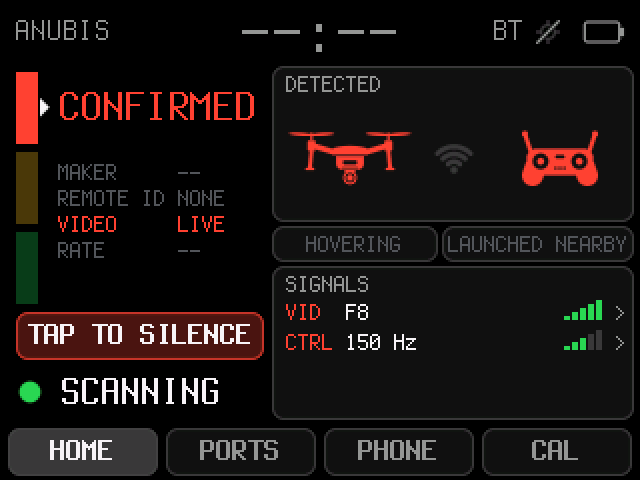 ANUBIS
--:--
BT
CONFIRMED
MAKER --
REMOTE ID NONE
VIDEO LIVE
RATE --
TAP TO SILENCE
SCANNING
DETECTED
HOVERING
LAUNCHED NEARBY
SIGNALS
VID F8
CTRL 150 Hz
HOME
PORTS
PHONE
CAL